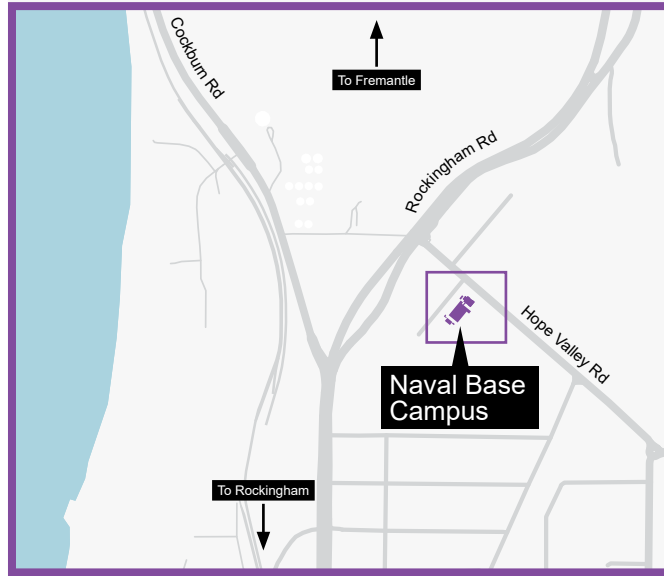 Cockburn Rd
To Fremantle
Rockingham Rd
Hope Valley Rd
Naval Base
Campus
To Rockingham